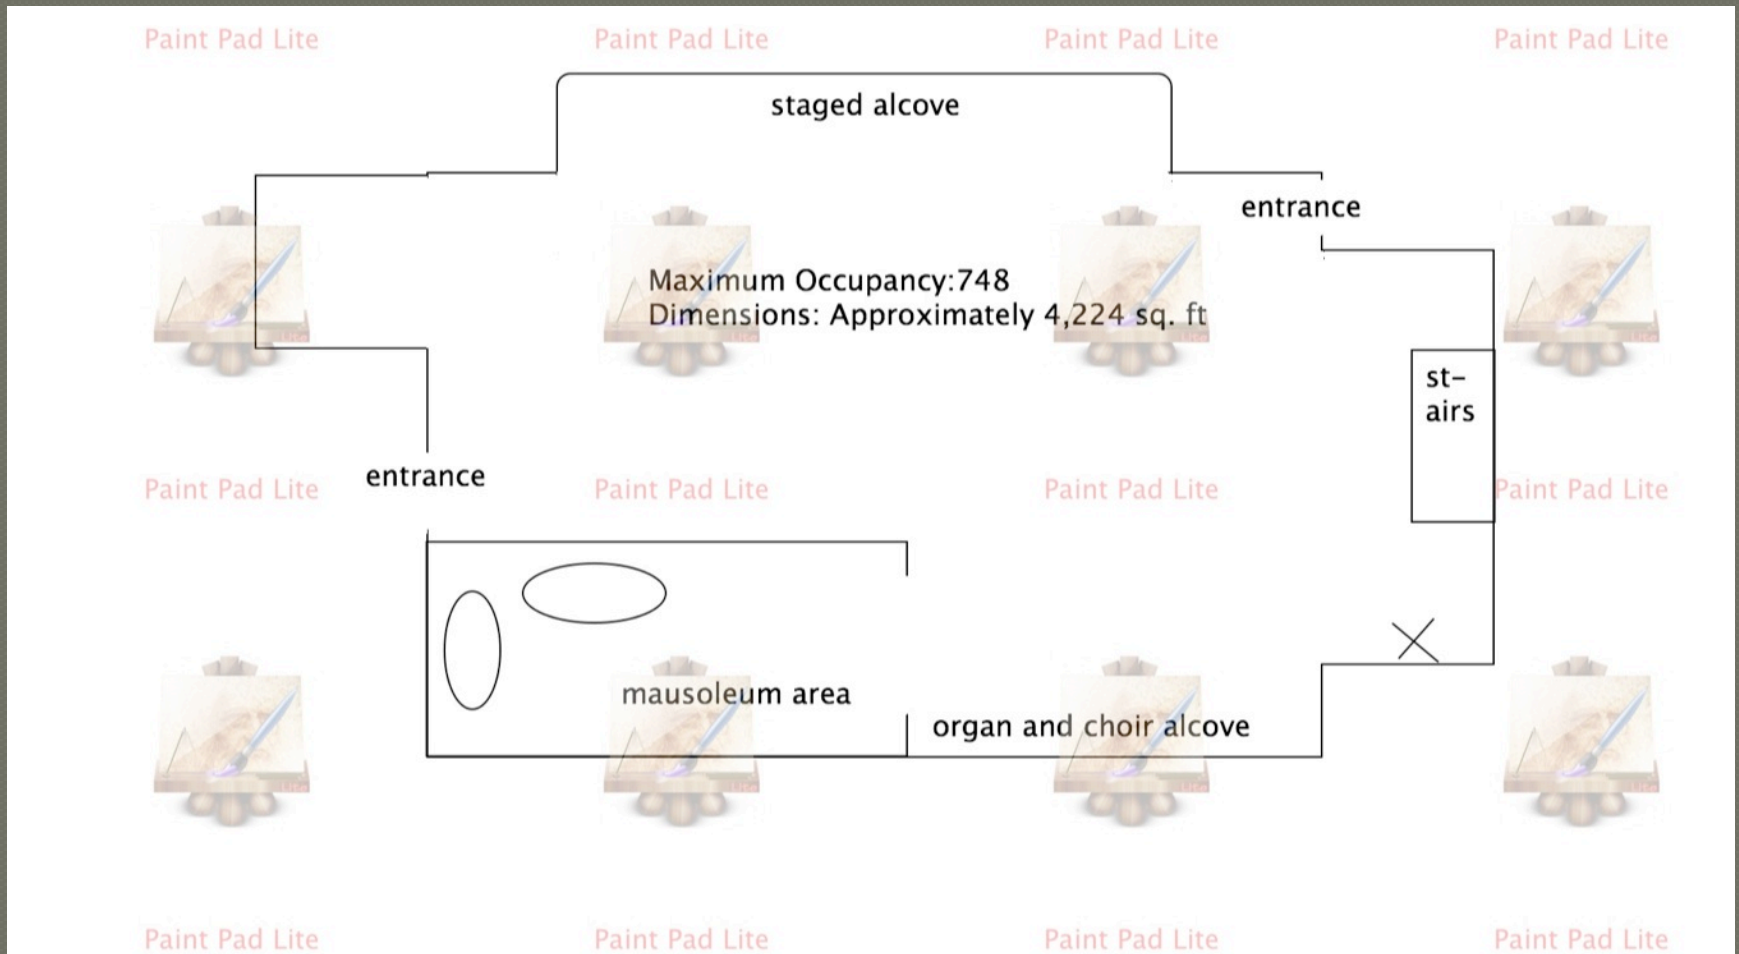 Paint Pad Lite Paint Pad Lite Paint Pad Lite Paint Pad Lite
staged alcove
entrance
Maximum Occupancy:748
Dimensions: Approximately 4,224 sq. ft
st-
airs
entrance
Paint Pad Lite Paint Pad Lite Paint Pad Lite Paint Pad Lite
mausoleum area
organ and choir alcove
Paint Pad Lite Paint Pad Lite Paint Pad Lite Paint Pad Lite